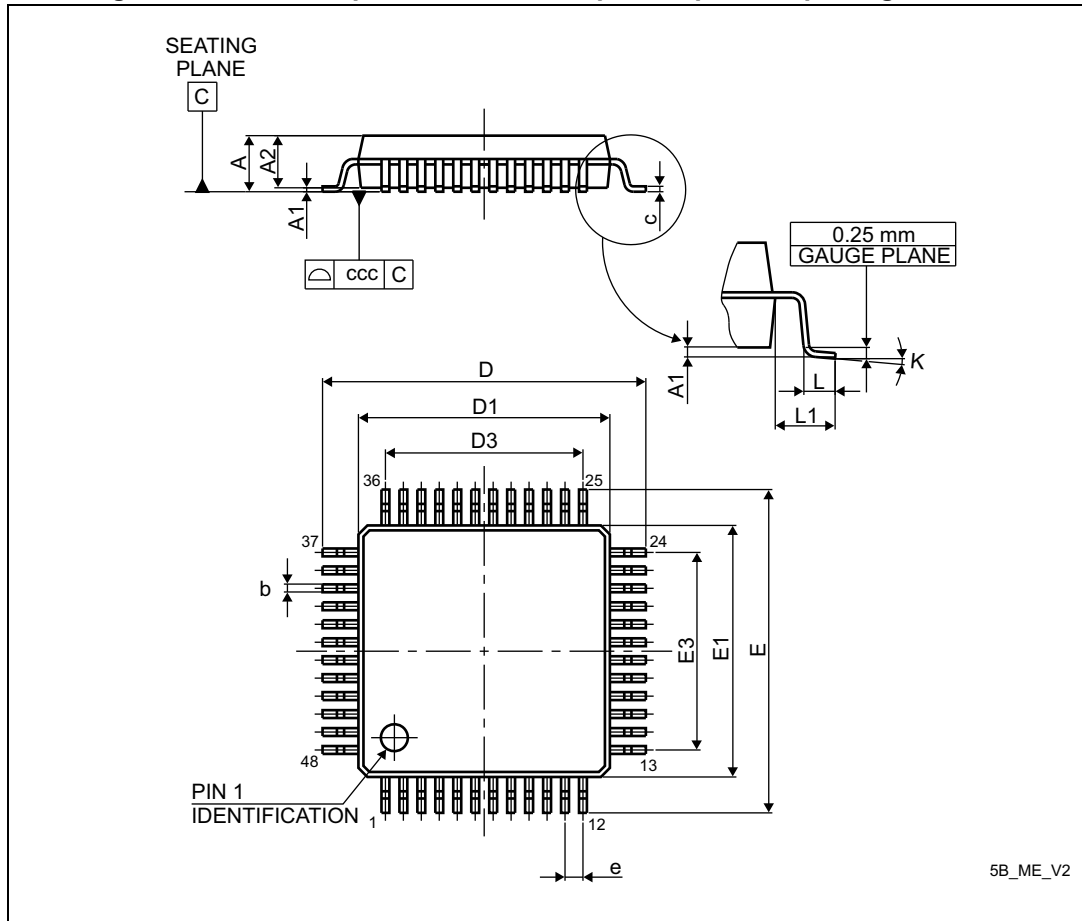 SEATING
PLANE
C
A
A2
A1
c
ccc C
0.25 mm
GAUGE PLANE
A1
K
L
L1
D
D1
D3
36
25
37
24
b
E3
E1
E
48
13
PIN 1
IDENTIFICATION
1
12
e
5B_ME_V2